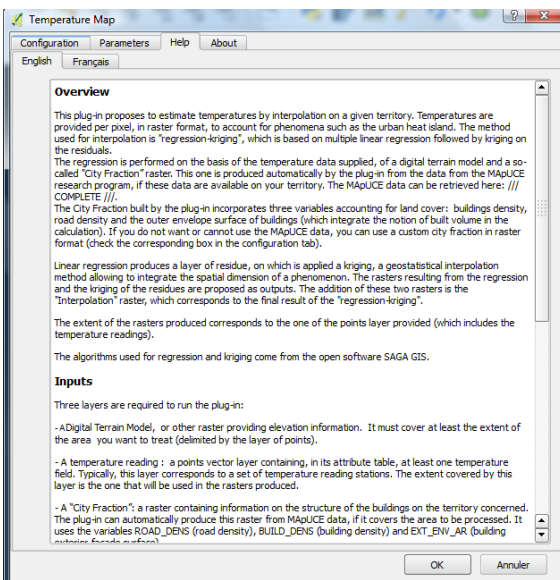 Temperature Map
Configuration Parameters Help About
English Français
Overview
This plug-in proposes to estimate temperatures by interpolation on a given territory. Temperatures are
provided per pixel, in raster format, to account for phenomena such as the urban heat island. The method
used for interpolation is "regression-kriging", which is based on multiple linear regression followed by kriging on
the residuals.
The regression is performed on the basis of the temperature data supplied, of a digital terrain model and a so-
called "City Fraction" raster. This one is produced automatically by the plug-in from the data from the MApUCE
research program, if these data are available on your territory. The MApUCE data can be retrieved here: ///
COMPLETE ///.
The City Fraction built by the plug-in incorporates three variables accounting for land cover: buildings density,
road density and the outer envelope surface of buildings (which integrate the notion of built volume in the
calculation). If you do not want or cannot use the MApUCE data, you can use a custom city fraction in raster
format (check the corresponding box in the configuration tab).
Linear regression produces a layer of residue, on which is applied a kriging, a geostatistical interpolation
method allowing to integrate the spatial dimension of a phenomenon. The rasters resulting from the regression
and the kriging of the residues are proposed as outputs. The addition of these two rasters is the
"Interpolation" raster, which corresponds to the final result of the "regression-kriging".
The extent of the rasters produced corresponds to the one of the points layer provided (which includes the
temperature readings).
The algorithms used for regression and kriging come from the open software SAGA GIS.
Inputs
Three layers are required to run the plug-in:
- ADigital Terrain Model, or other raster providing elevation information. It must cover at least the extent of
the area you want to treat (delimited by the layer of points).
- A temperature reading : a points vector layer containing, in its attribute table, at least one temperature
field. Typically, this layer corresponds to a set of temperature reading stations. The extent covered by this
layer is the one that will be used in the rasters produced.
- A "City Fraction": a raster containing information on the structure of the buildings on the territory concerned.
The plug-in can automatically produce this raster from MApUCE data, if it covers the area to be processed. It
uses the variables ROAD_DENS (road density), BUILD_DENS (building density) and EXT_ENV_AR (building
exterior facade surface)
OK Annuler